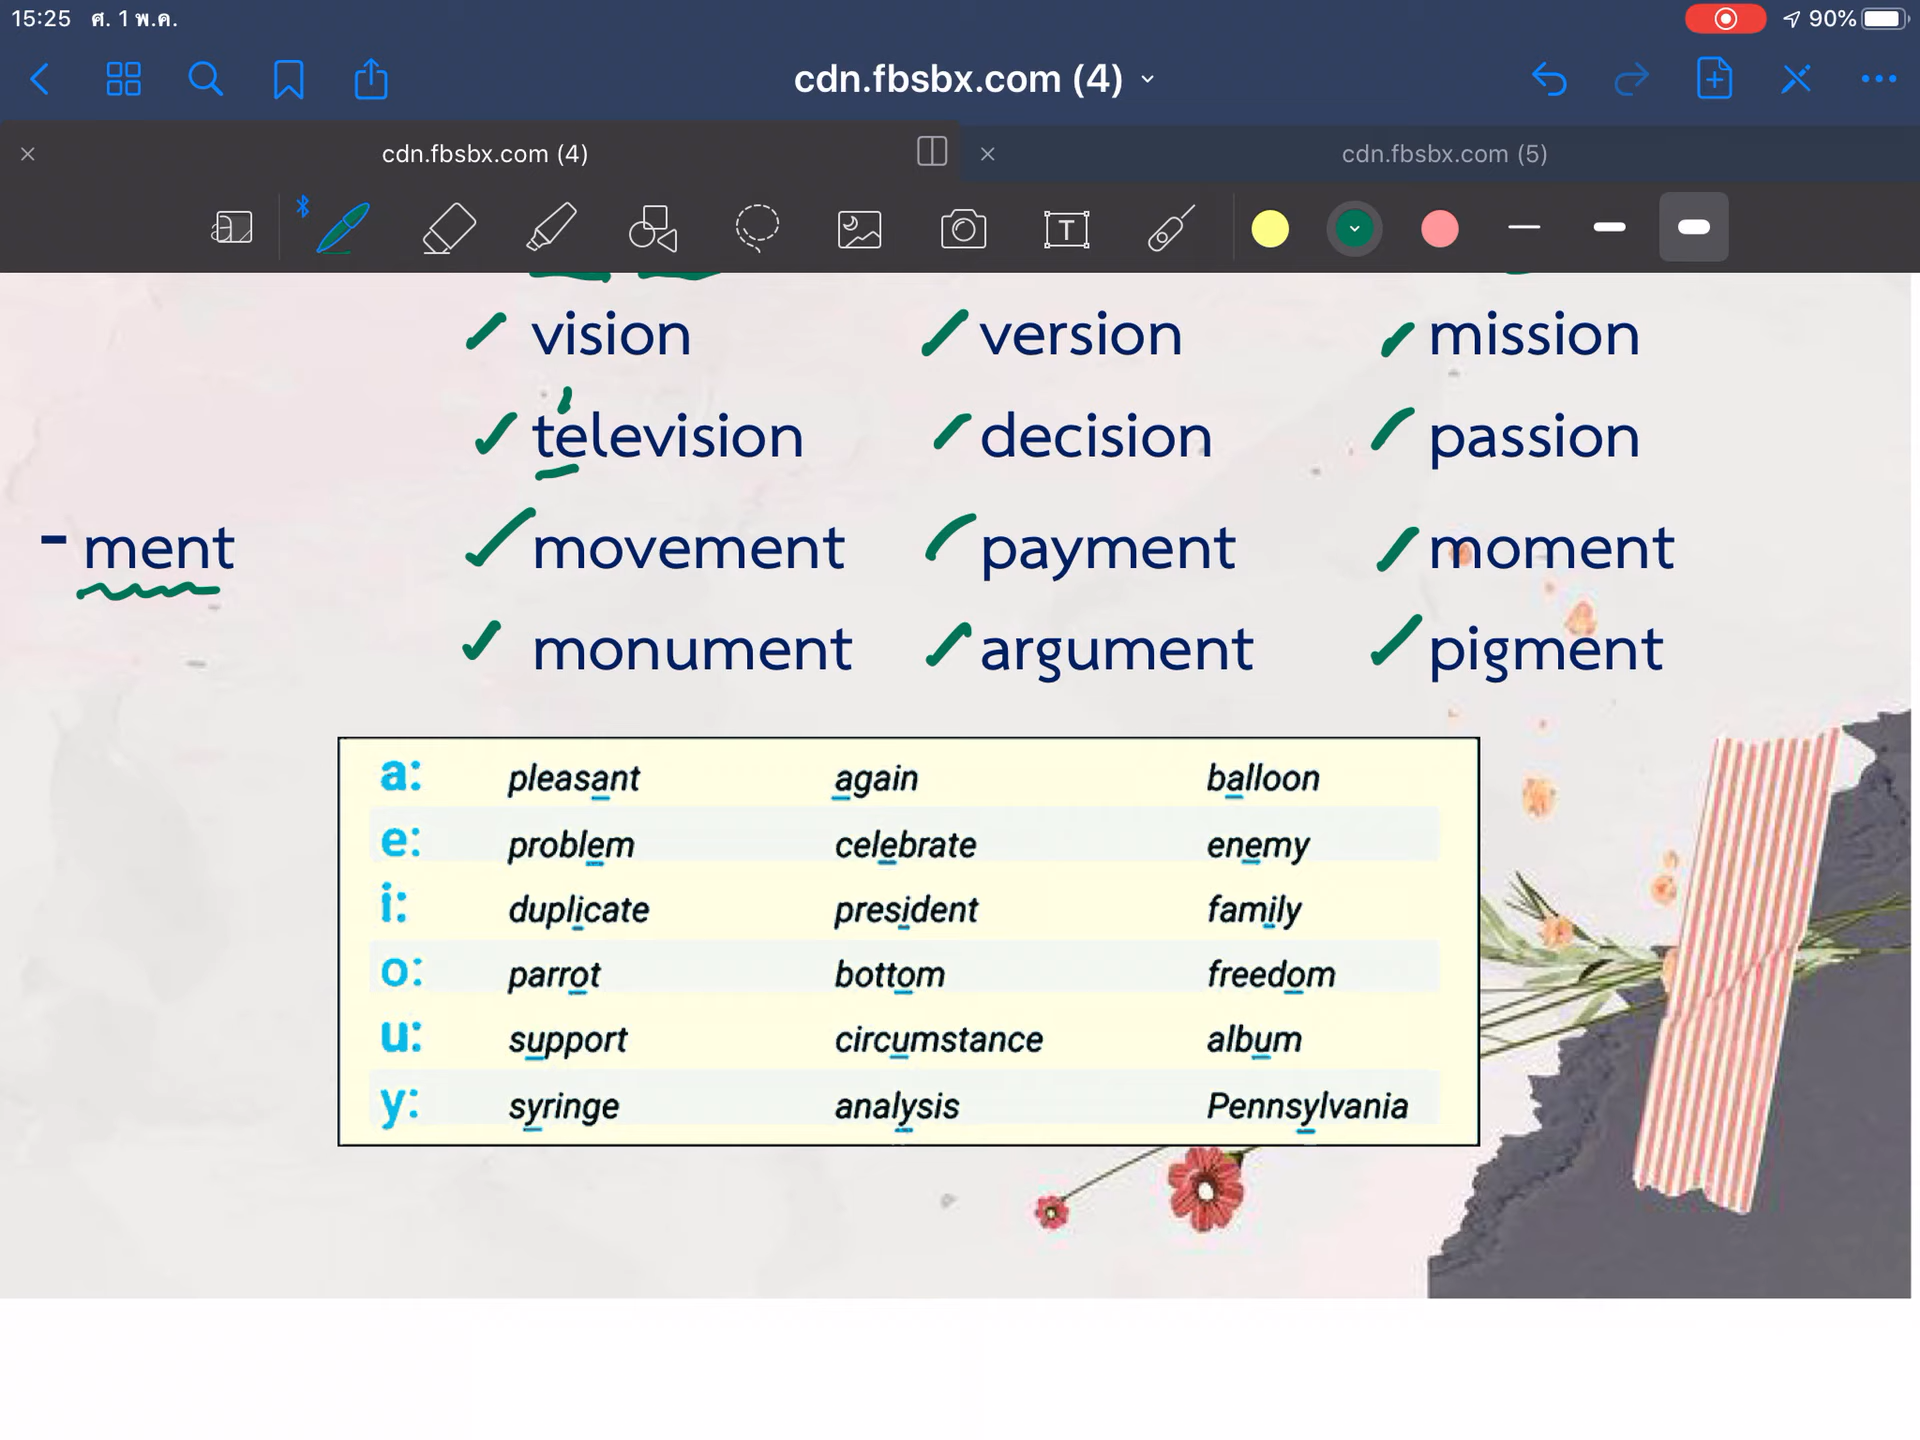 15:25 ศ. 1 พ.ค. 90%
cdn.fbsbx.com (4)
cdn.fbsbx.com (4) cdn.fbsbx.com (5)
T
vision version mission
television decision passion
- ment movement payment moment
monument argument pigment
a: pleasant again balloon
e: problem celebrate enemy
i: duplicate president family
o: parrot bottom freedom
u: support circumstance album
y: syringe analysis Pennsylvania